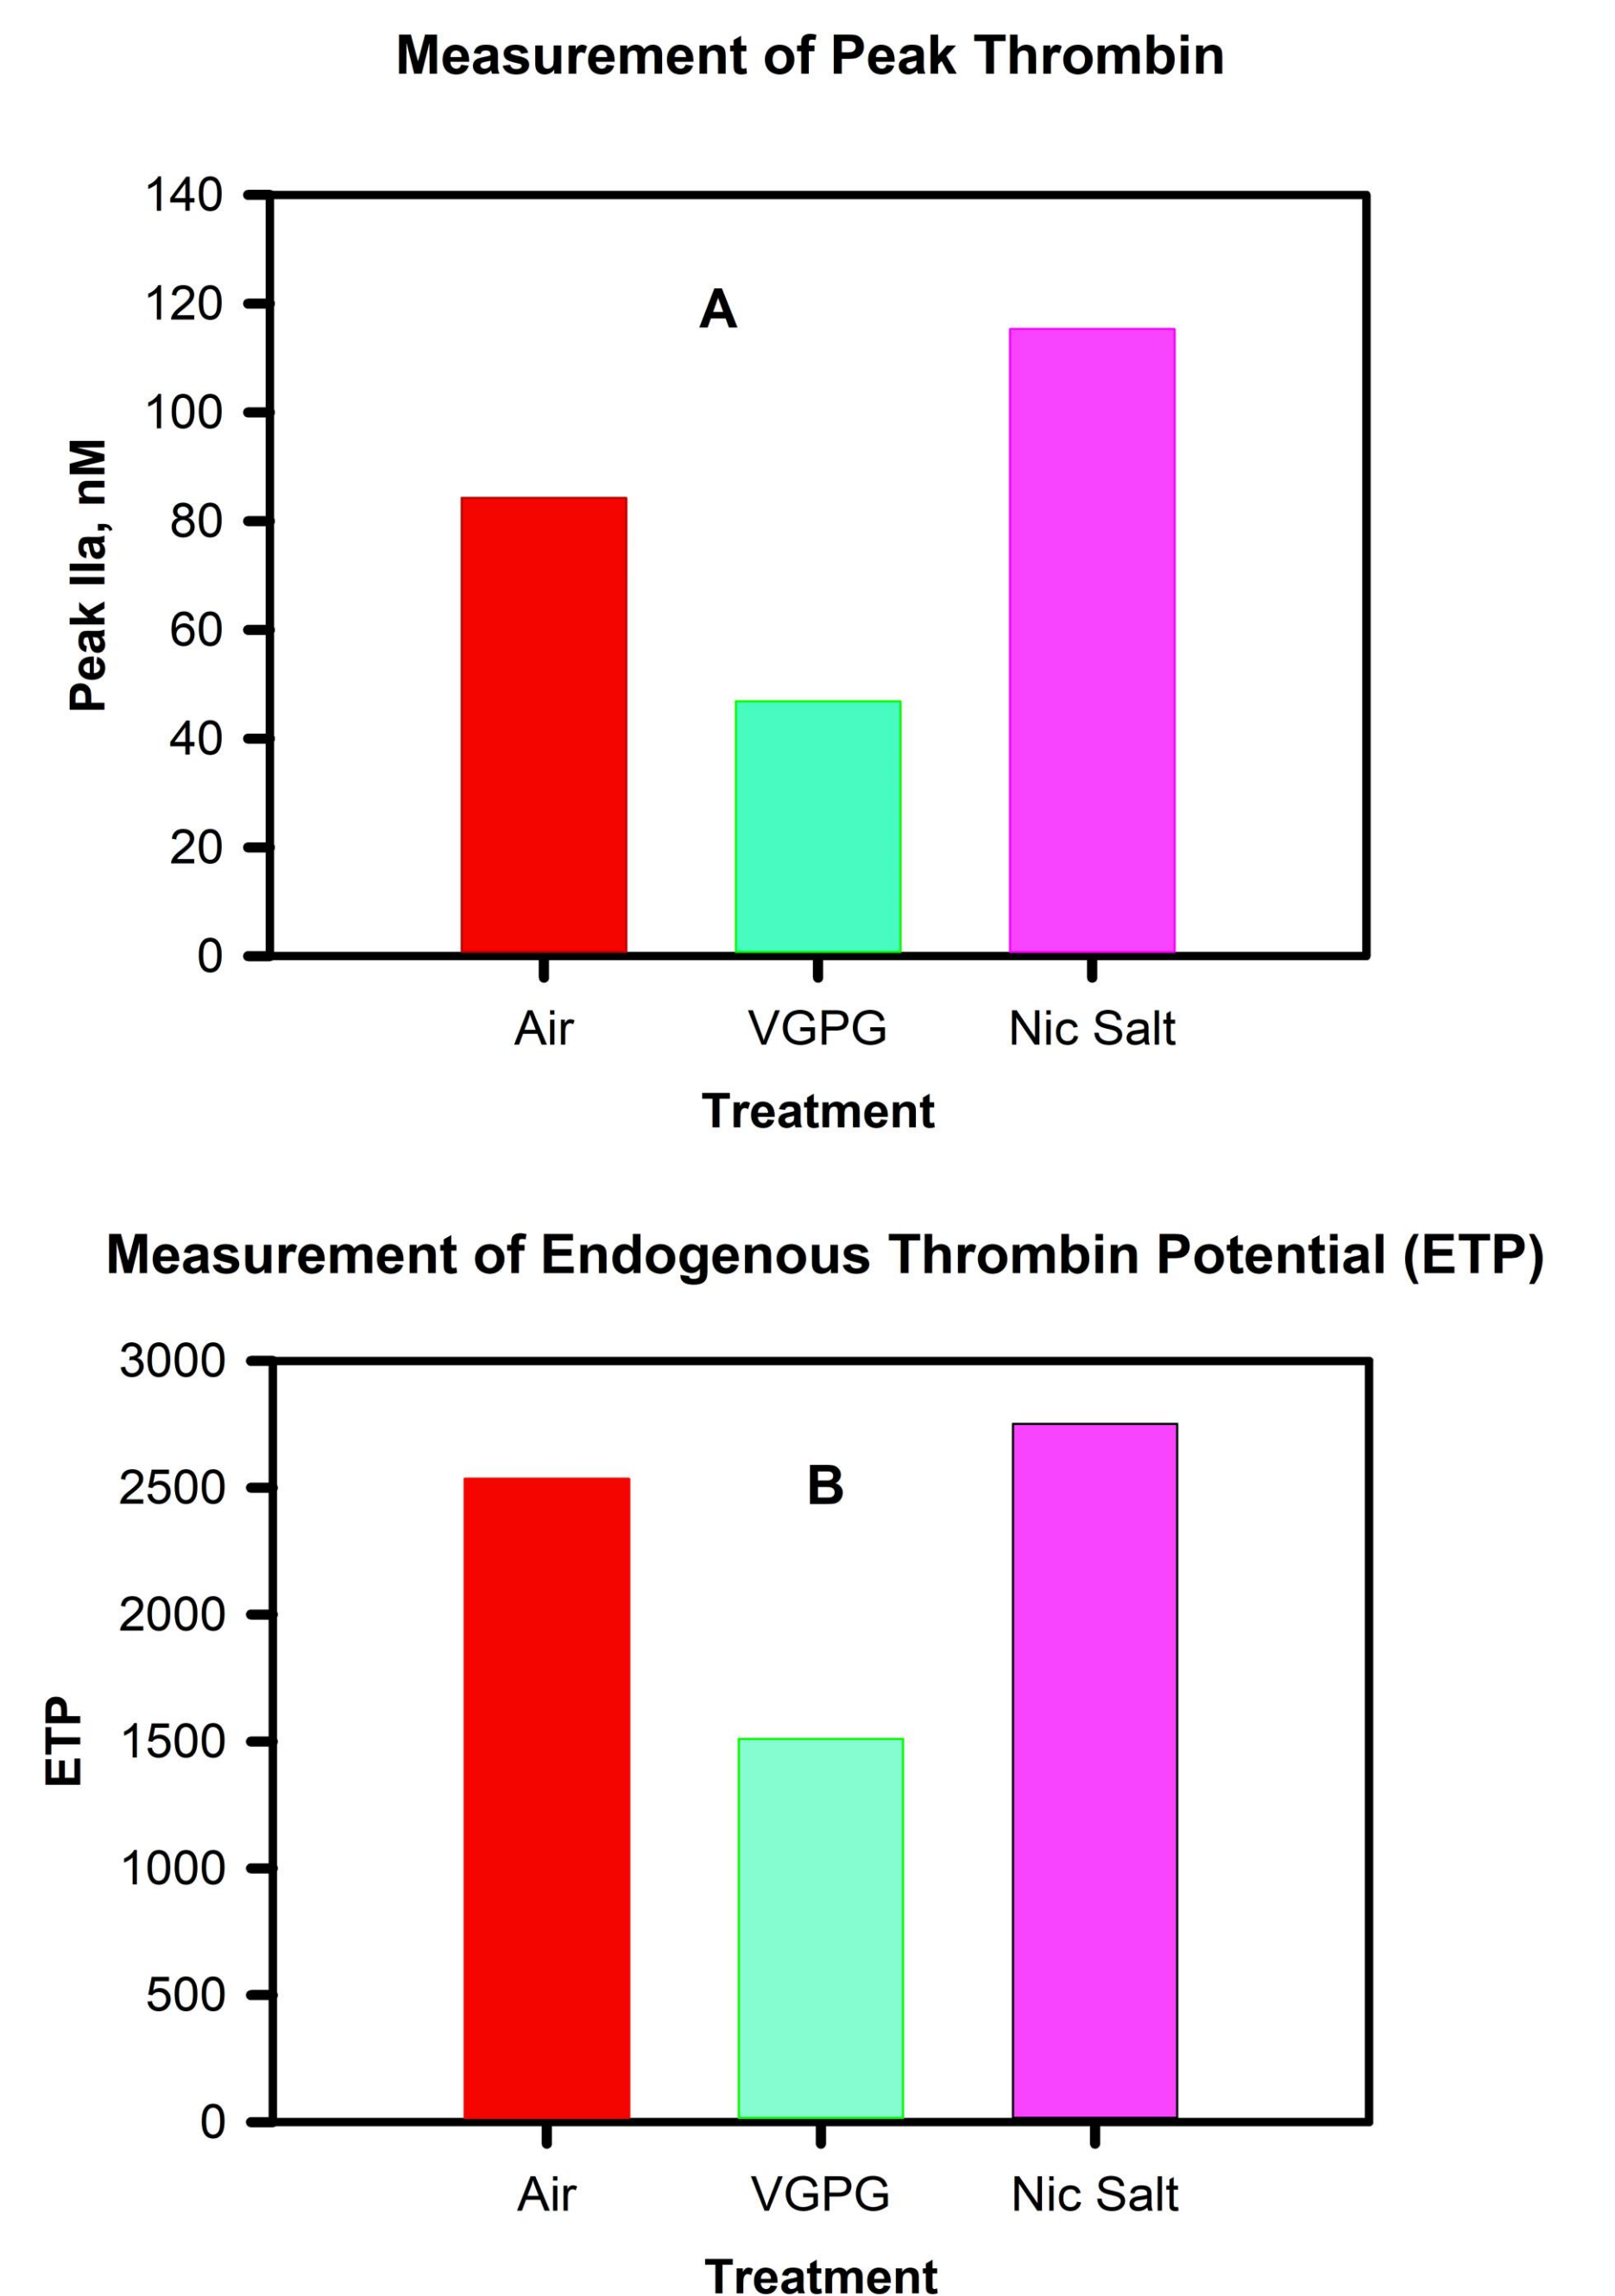 Measurement of Peak Thrombin
140
120
100
80
60
40
20
0
Peak IIa, nM
A
Air VGPG Nic Salt
Treatment
Measurement of Endogenous Thrombin Potential (ETP)
3000
2500
2000
1500
1000
500
0
ETP
B
Air VGPG Nic Salt
Treatment